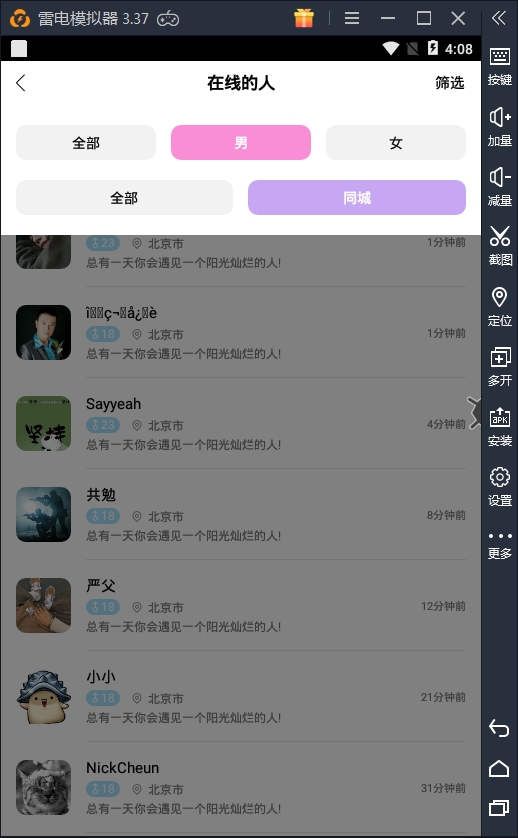 雷电模拟器 3.37
4:08
在线的人
筛选
全部
男
女
全部
同城
23
北京市
1分钟前
总有一天你会遇见一个阳光灿烂的人!
18
北京市
1分钟前
总有一天你会遇见一个阳光灿烂的人!
Sayyeah
23
北京市
4分钟前
总有一天你会遇见一个阳光灿烂的人!
坚持
共勉
18
北京市
8分钟前
总有一天你会遇见一个阳光灿烂的人!
严父
18
北京市
12分钟前
总有一天你会遇见一个阳光灿烂的人!
小小
18
北京市
21分钟前
总有一天你会遇见一个阳光灿烂的人!
NickCheun
18
北京市
31分钟前
总有一天你会遇见一个阳光灿烂的人!
按键
加量
减量
截图
定位
多开
APK
安装
设置
更多